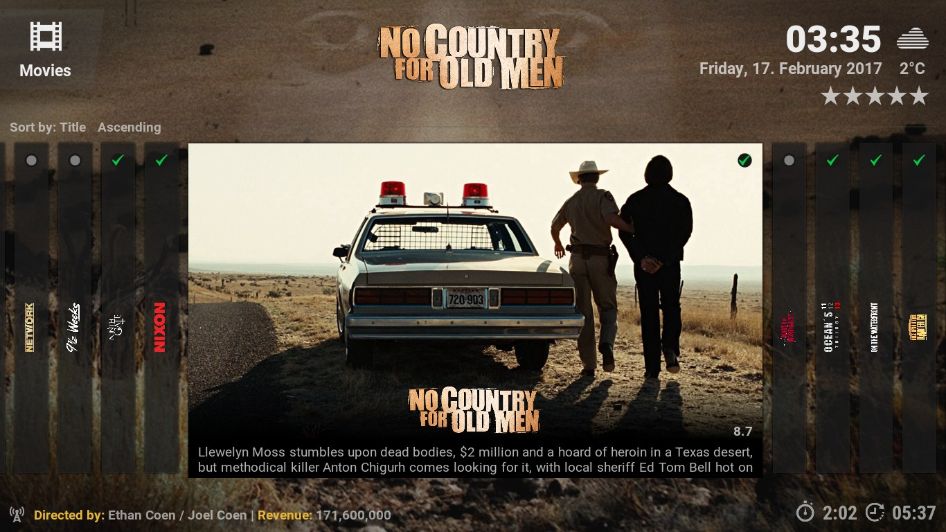 Movies
NO COUNTRY
FOR OLD MEN
03:35
Friday, 17. February 2017 2°C
Sort by: Title Ascending
NETWORK
9½ Weeks
NIXON
720·903
NO COUNTRY
FOR OLD MEN
8.7
Llewelyn Moss stumbles upon dead bodies, $2 million and a hoard of heroin in a Texas desert,
but methodical killer Anton Chigurh comes looking for it, with local sheriff Ed Tom Bell hot on
OCEAN'S 11
ON THE WATERFRONT
Directed by: Ethan Coen / Joel Coen | Revenue: 171,600,000
2:02 05:37